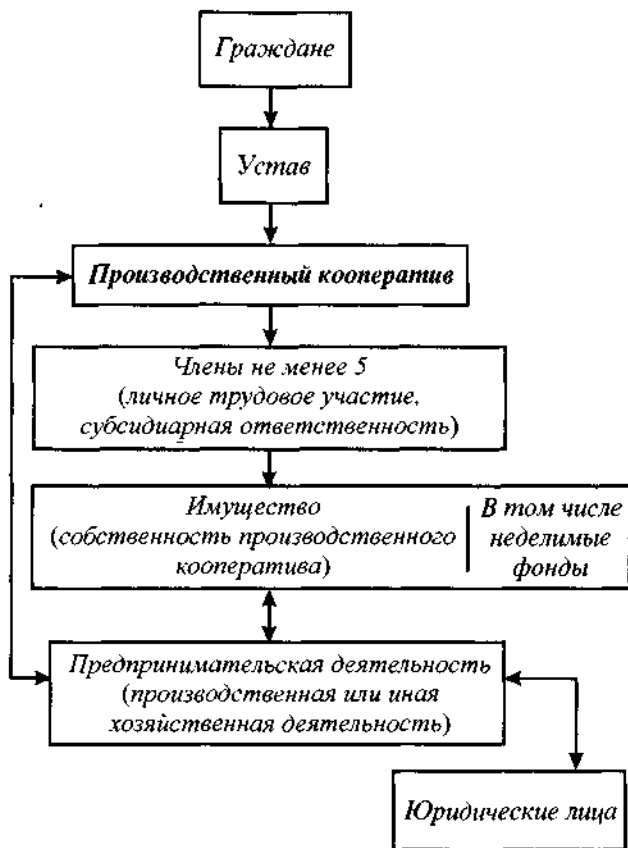 Граждане
Устав
Производственный кооператив
Члены не менее 5
(личное трудовое участие,
субсидиарная ответственность)
Имущество
(собственность производственного
кооператива)
В том числе
неделимые
фонды
Предпринимательская деятельность
(производственная или иная
хозяйственная деятельность)
Юридические лица